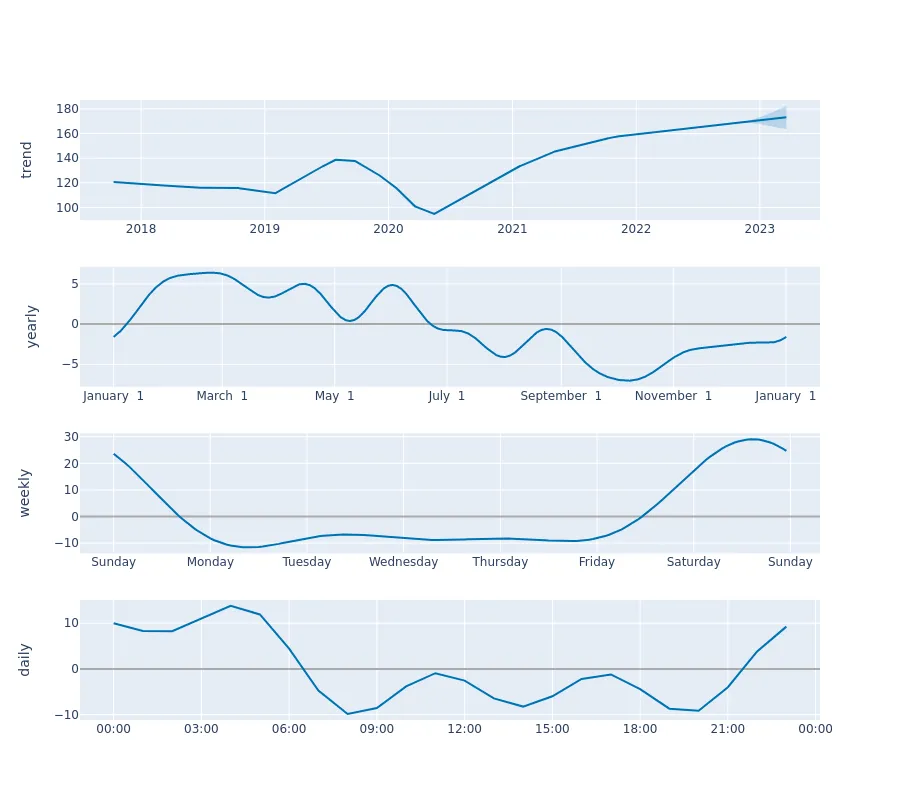 trend
180
160
140
120
100
2018 2019 2020 2021 2022 2023
yearly
5
0
−5
January 1 March 1 May 1 July 1 September 1 November 1 January 1
weekly
30
20
10
0
−10
Sunday Monday Tuesday Wednesday Thursday Friday Saturday Sunday
daily
10
0
−10
00:00 03:00 06:00 09:00 12:00 15:00 18:00 21:00 00:00